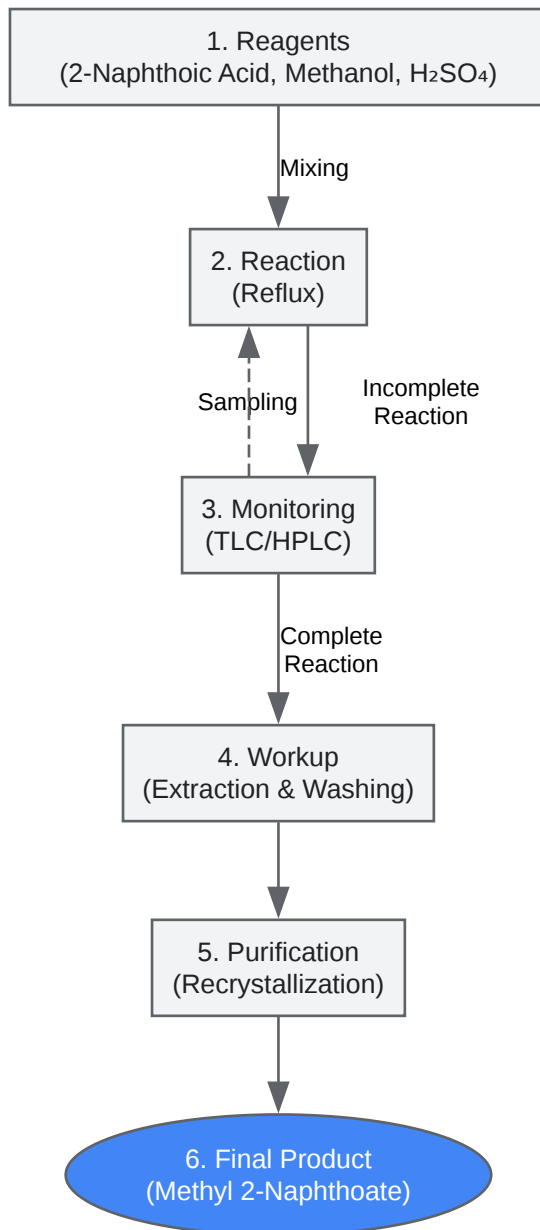 1. Reagents
(2-Naphthoic Acid, Methanol, H₂SO₄)
Mixing
2. Reaction
(Reflux)
Sampling
Incomplete
Reaction
3. Monitoring
(TLC/HPLC)
Complete
Reaction
4. Workup
(Extraction & Washing)
5. Purification
(Recrystallization)
6. Final Product
(Methyl 2-Naphthoate)